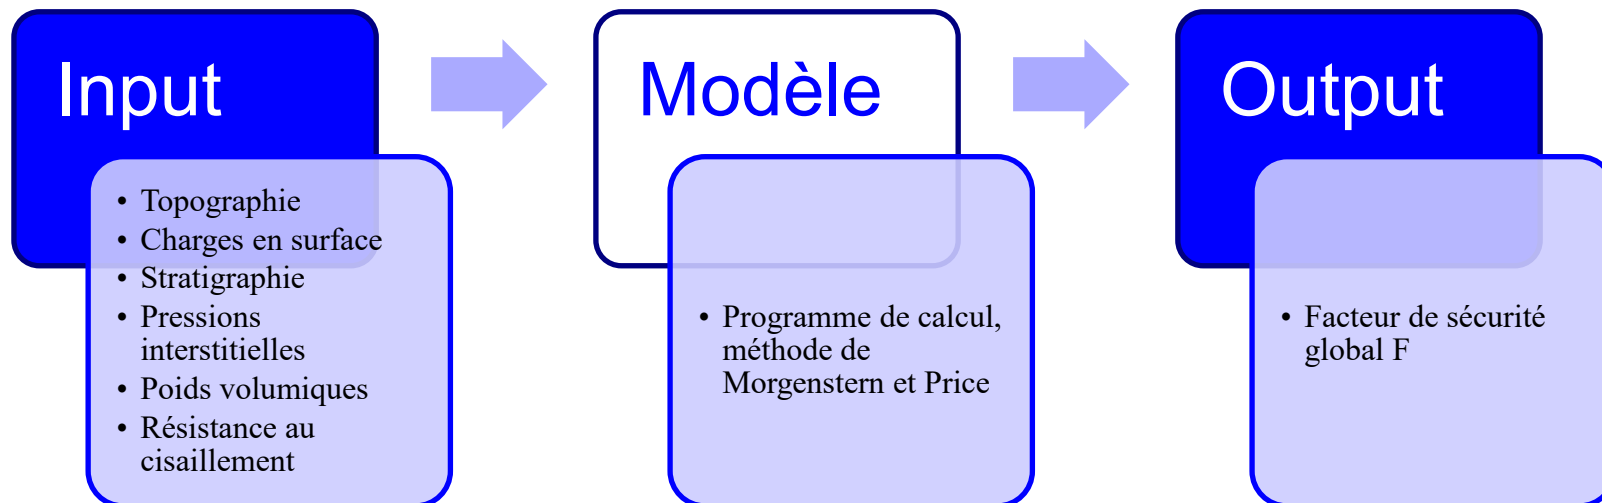 Input
• Topographie
• Charges en surface
• Stratigraphie
• Pressions
interstitielles
• Poids volumiques
• Résistance au
cisaillement
Modèle
• Programme de calcul,
méthode de
Morgenstern et Price
Output
• Facteur de sécurité
global F